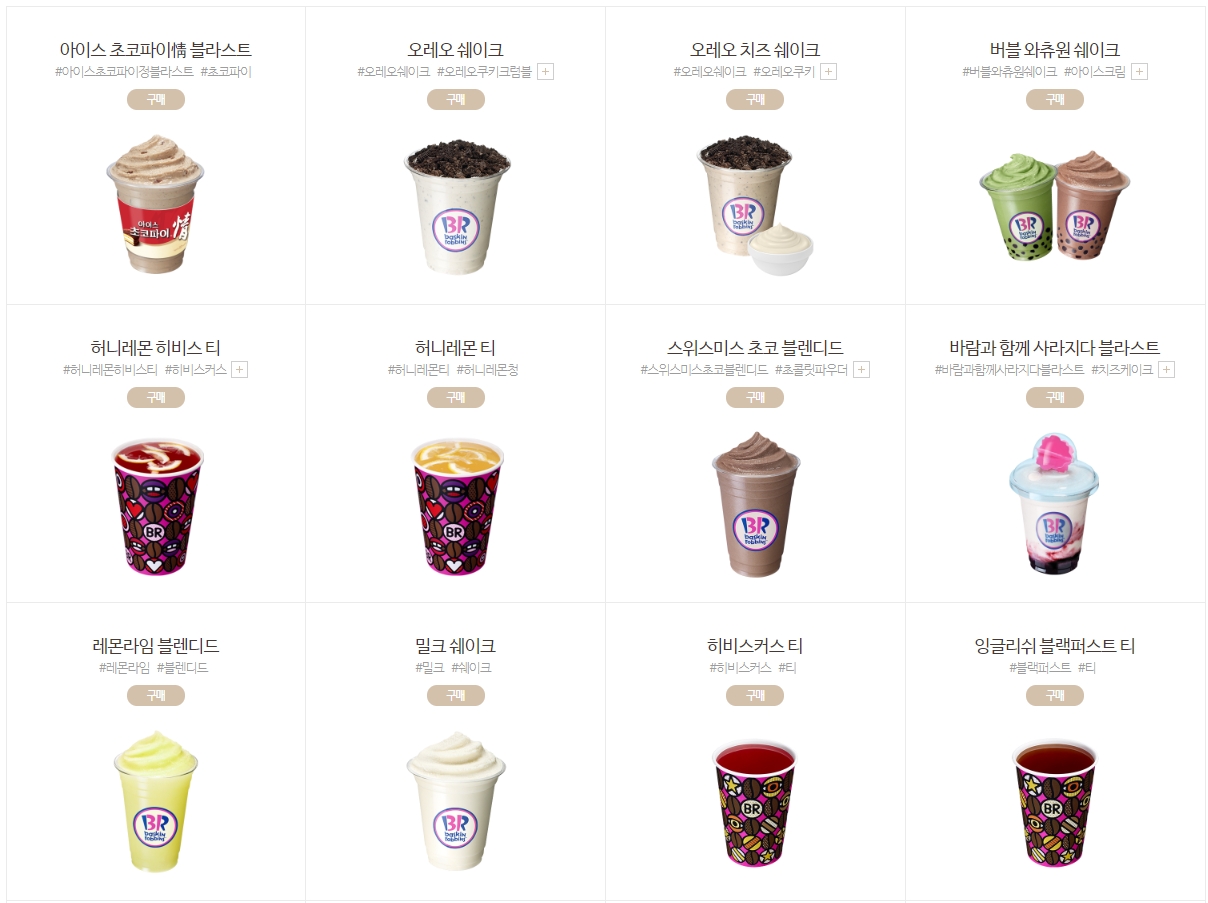 아이스 초코파이情 블라스트
#아이스초코파이정블라스트 #초코파이
구매
아이스
초코파이 情
오레오 쉐이크
#오레오쉐이크 #오레오쿠키크럼블 +
구매
BR
baskin
robbins
오레오 치즈 쉐이크
#오레오쉐이크 #오레오쿠키 +
구매
BR
baskin
robbins
버블 와츄원 쉐이크
#버블와츄원쉐이크 #아이스크림 +
구매
BR
baskin
robbins
BR
baskin
robbins
허니레몬 히비스 티
#허니레몬히비스티 #히비스커스 +
구매
BR
허니레몬 티
#허니레몬티 #허니레몬청
구매
BR
스위스미스 초코 블렌디드
#스위스미스초코블렌디드 #초콜릿파우더 +
구매
BR
baskin
robbins
바람과 함께 사라지다 블라스트
#바람과함께사라지다블라스트 #치즈케이크 +
구매
BR
baskin
robbins
레몬라임 블렌디드
#레몬라임 #블렌디드
구매
BR
baskin
robbins
밀크 쉐이크
#밀크 #쉐이크
구매
BR
baskin
robbins
히비스커스 티
#히비스커스 #티
구매
BR
잉글리쉬 블랙퍼스트 티
#블랙퍼스트 #티
구매
BR